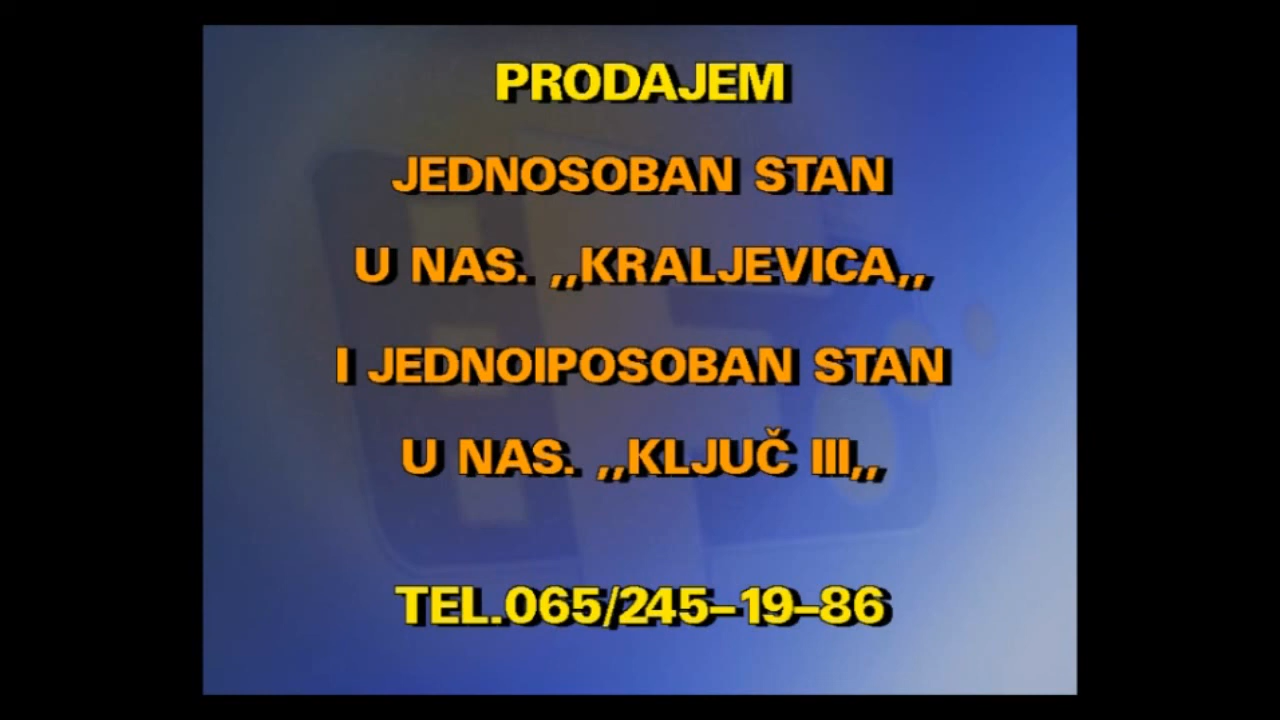 PRODAJEM
JEDNOSOBAN STAN
U NAS. ,,KRALJEVICA,,
I JEDNOIPOSOBAN STAN
U NAS. ,,KLJUČ III,,
TEL.065/245-19-86